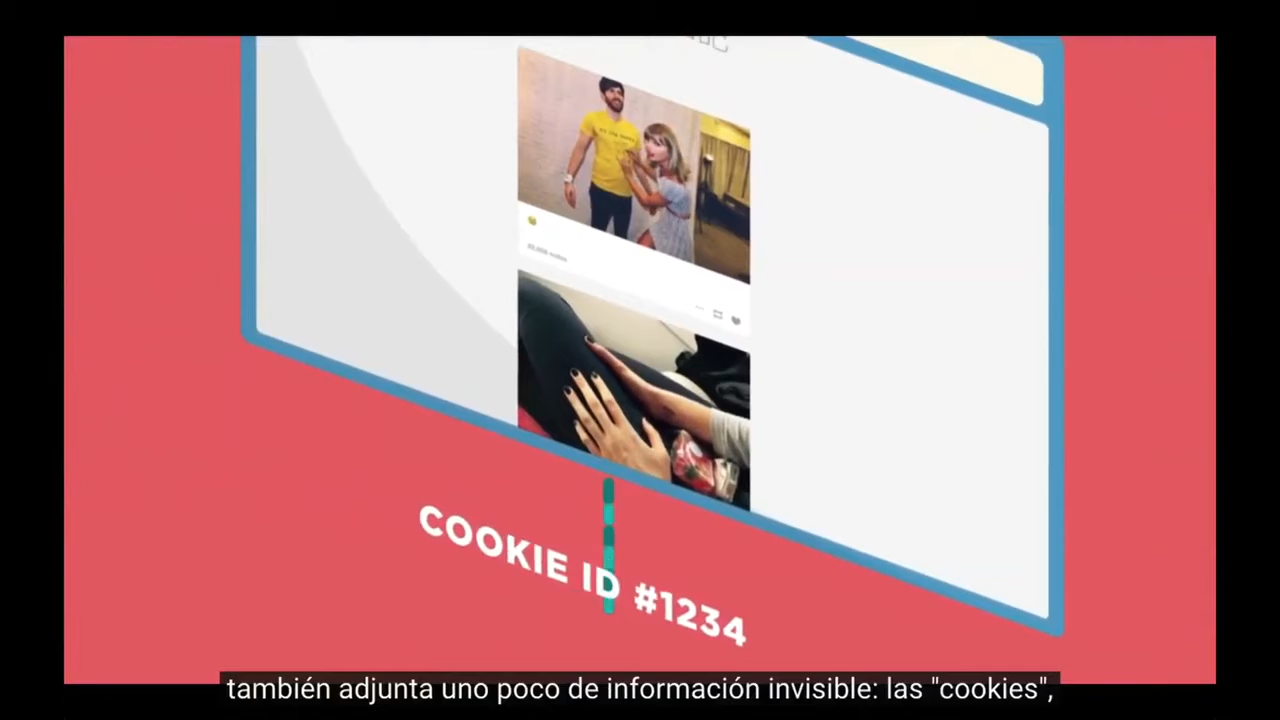 COOKIE ID #1234
también adjunta uno poco de información invisible: las "cookies",